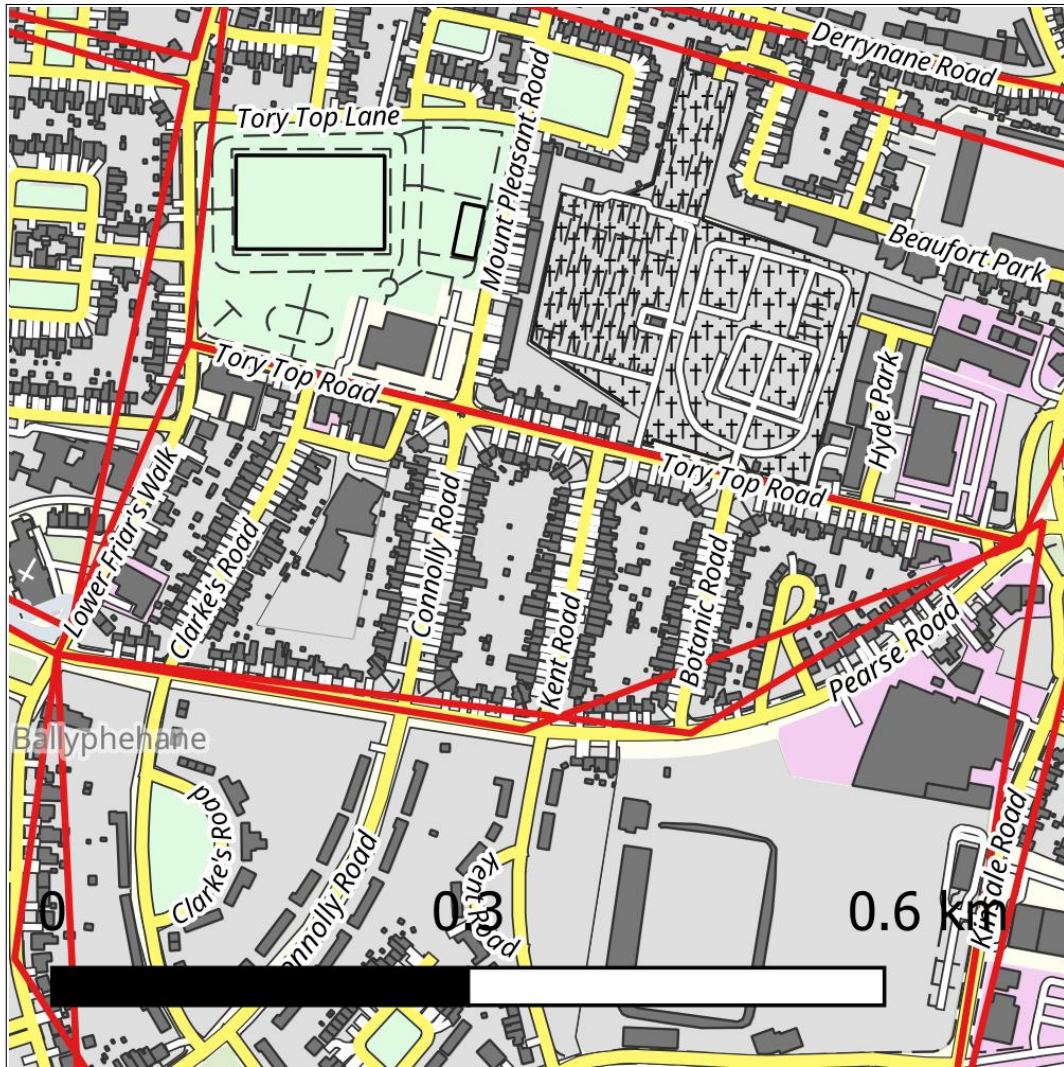 Derrynane Road
Tory Top Lane
Mount Pleasant Road
Beaufort Park
Tory Top Road
Hyde Park
Tory Top Road
Lower Friar's Walk
Clarke's Road
Connolly Road
Kent Road
Botanic Road
Pearse Road
Ballyphehane
Clarke's Road
Connolly Road
Kent Road
Kinsale Road
0 0.3 0.6 km